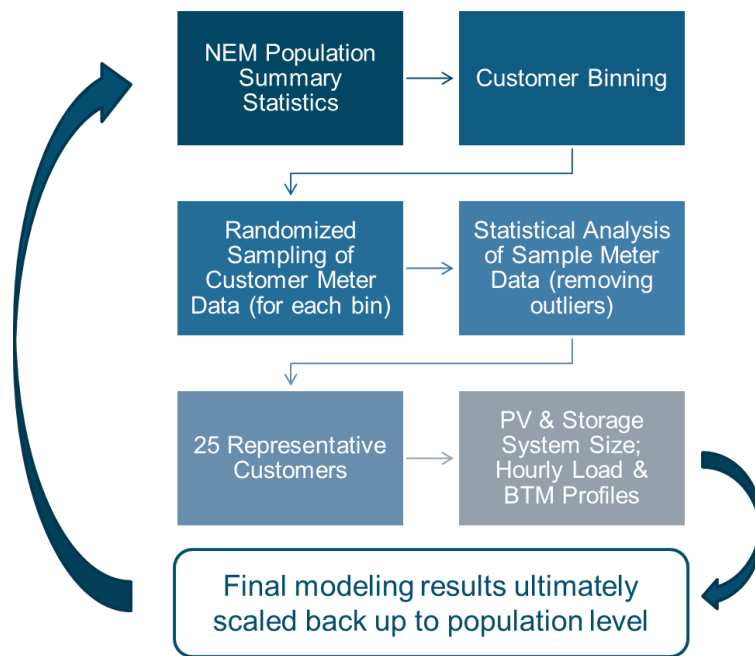 NEM Population
Summary
Statistics
Customer Binning
Randomized
Sampling of
Customer Meter
Data (for each bin)
Statistical Analysis
of Sample Meter
Data (removing
outliers)
25 Representative
Customers
PV & Storage
System Size;
Hourly Load &
BTM Profiles
Final modeling results ultimately
scaled back up to population level